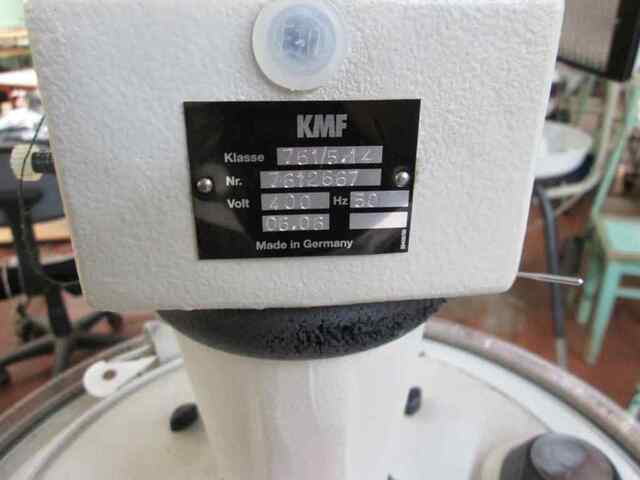 KMF
Klasse 761/5.14
Nr. 7612667
Volt 400 Hz 50
06.06
Made in Germany